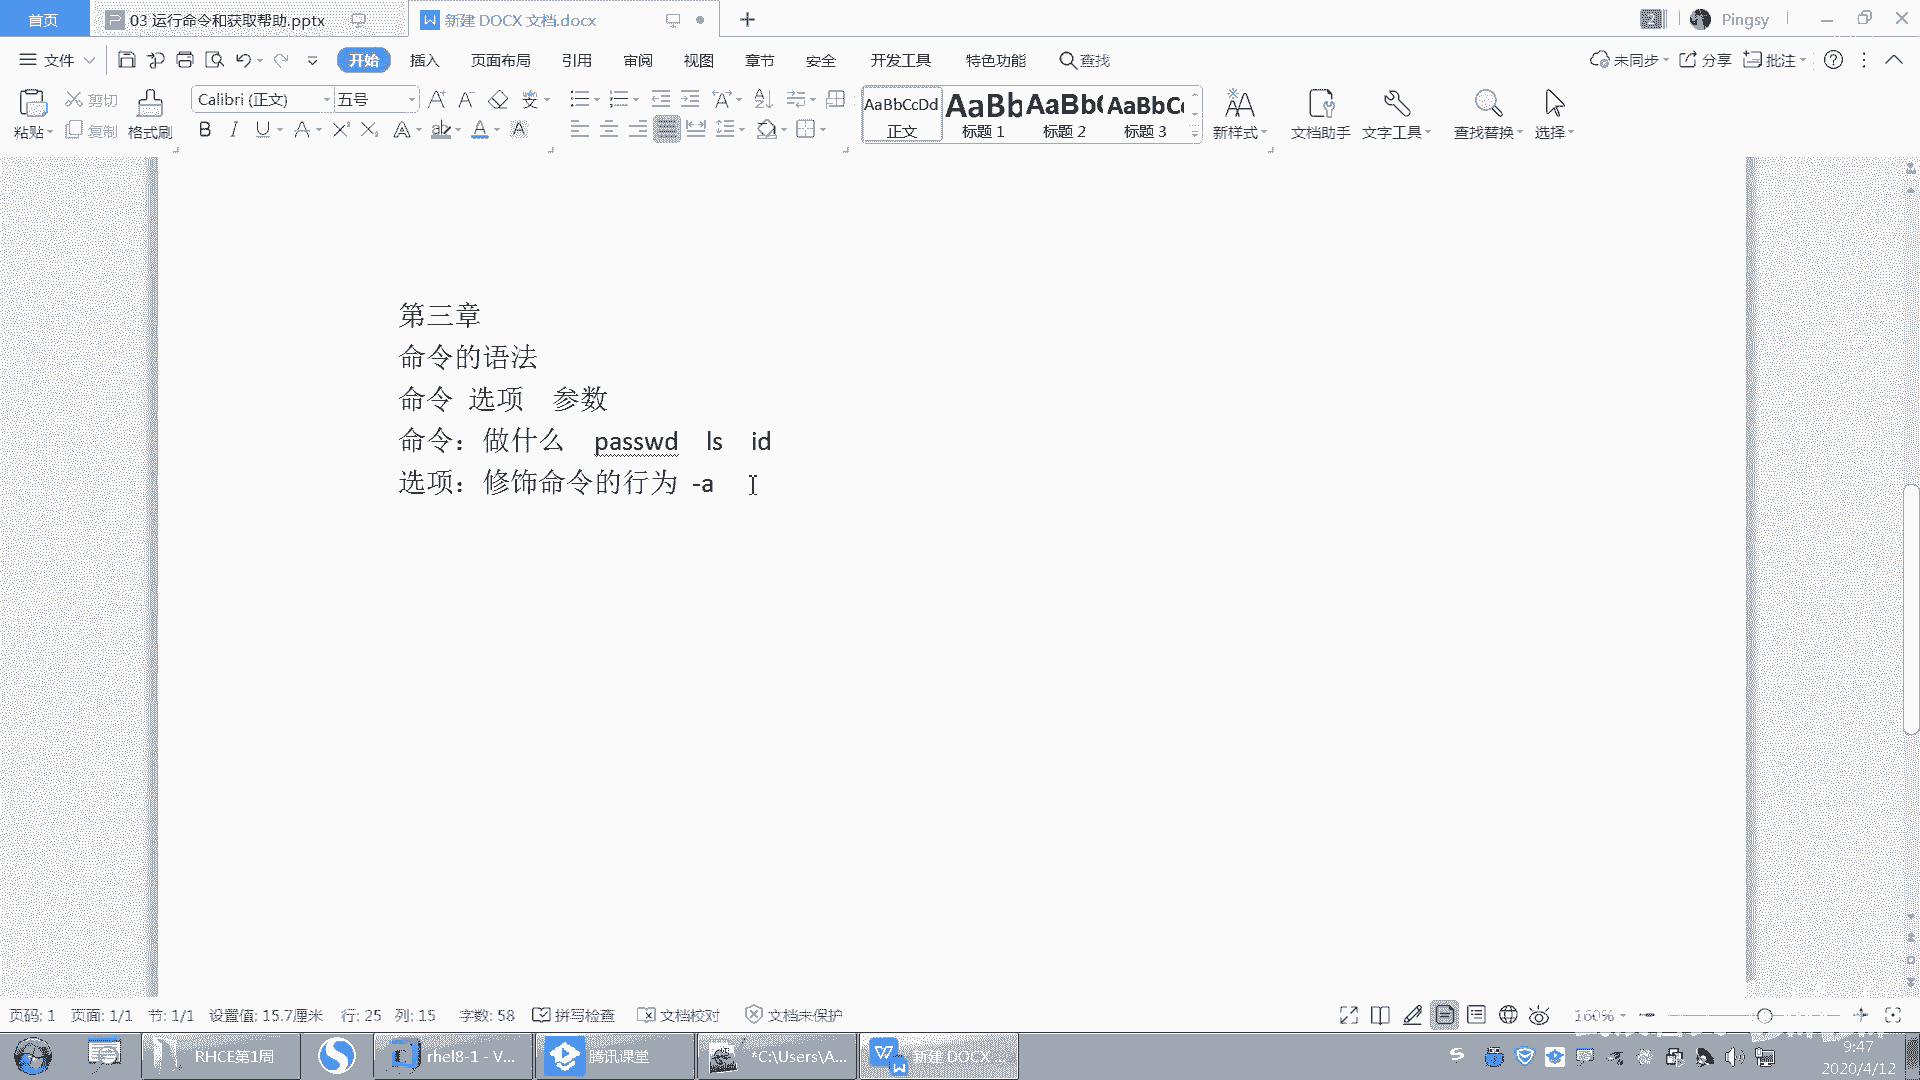 首页
03 运行命令和获取帮助.pptx
新建 DOCX 文档.docx
Pingsy
文件
开始
插入
页面布局
引用
审阅
视图
章节
安全
开发工具
特色功能
查找
未同步
分享
批注
粘贴
剪切
复制
格式刷
Calibri (正文)
五号
AaBbCcDd
正文
标题 1
标题 2
标题 3
新样式
文档助手
文字工具
查找替换
选择
第三章
命令的语法
命令 选项 参数
命令：做什么 passwd ls id
选项：修饰命令的行为 -a
页码: 1 页面: 1/1 节: 1/1 设置值: 15.7厘米 行: 25 列: 15 字数: 58 拼写检查 文档校对 文档未保护
160%
RHCE第1周
rhel8-1 - V...
腾讯课堂
*C:\Users\A...
新建 DOCX ...
9:47
2020/4/12